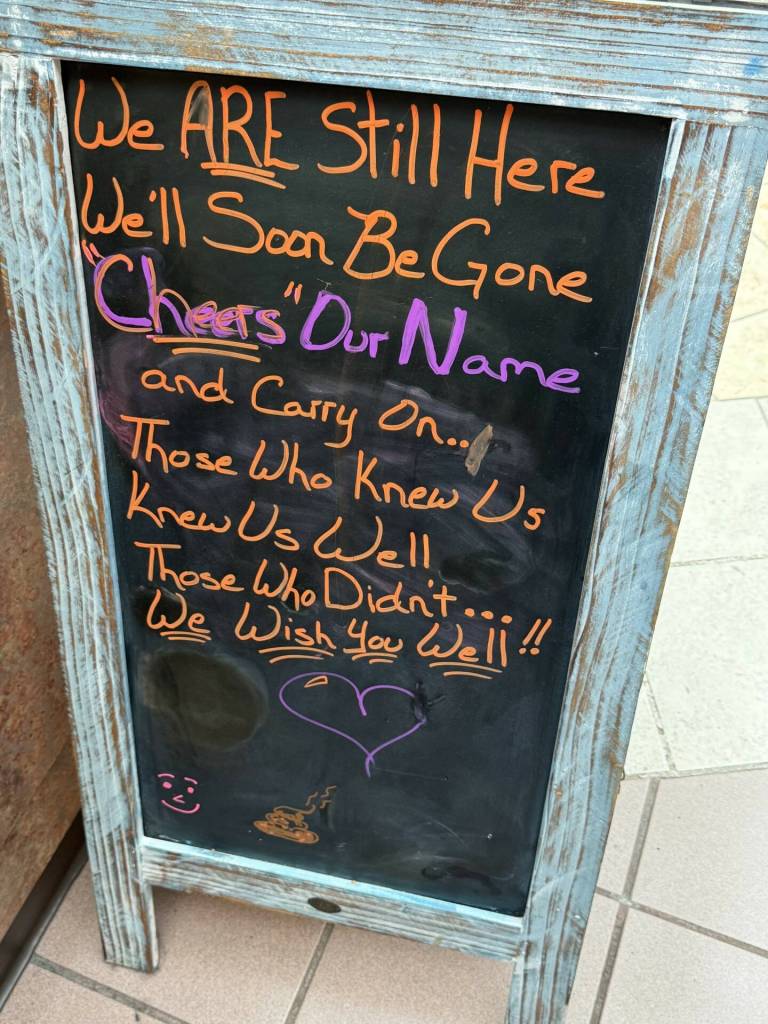 We ARE Still Here
We'll Soon Be Gone
"Cheers" Our Name
and Carry On..
Those Who Knew Us
Knew Us Well
Those Who Didn't...
We Wish You Well!!